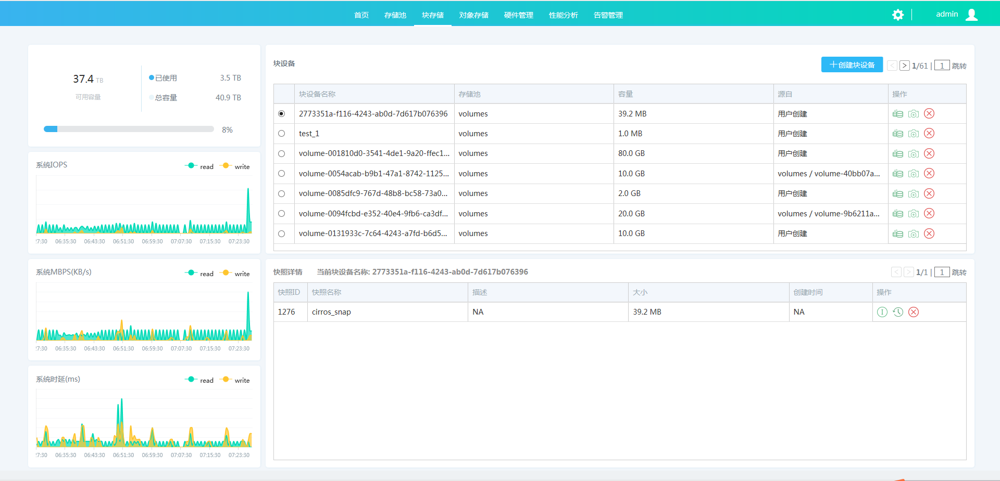 首页 存储池 块存储 对象存储 硬件管理 性能分析 告警管理 admin
37.4 TB
可用容量
已使用 3.5 TB
总容量 40.9 TB
8%
系统IOPS read write
27:30 06:35:30 06:43:30 06:51:30 06:59:30 07:07:30 07:15:30 07:23:30
系统MBPS(KB/s) read write
27:30 06:35:30 06:43:30 06:51:30 06:59:30 07:07:30 07:15:30 07:23:30
系统时延(ms) read write
27:30 06:35:30 06:43:30 06:51:30 06:59:30 07:07:30 07:15:30 07:23:30
块设备 +创建块设备 < > 1/61 | 1 跳转
块设备名称 存储池 容量 源自 操作
2773351a-f116-4243-ab0d-7d617b076396 volumes 39.2 MB 用户创建
test_1 volumes 1.0 MB 用户创建
volume-001810d0-3541-4de1-9a20-ffec1... volumes 80.0 GB 用户创建
volume-0054acab-b9b1-47a1-8742-1125... volumes 10.0 GB volumes / volume-40bb07a...
volume-0085dfc9-767d-48b8-bc58-73a0... volumes 2.0 GB 用户创建
volume-0094fcbd-e352-40e4-9fb6-ca3df... volumes 20.0 GB volumes / volume-9b6211a...
volume-0131933c-7c64-4243-a7fd-b6d5... volumes 10.0 GB 用户创建
快照详情 当前块设备名称: 2773351a-f116-4243-ab0d-7d617b076396 < > 1/1 | 1 跳转
快照ID 快照名称 描述 大小 创建时间 操作
1276 cirros_snap NA 39.2 MB NA